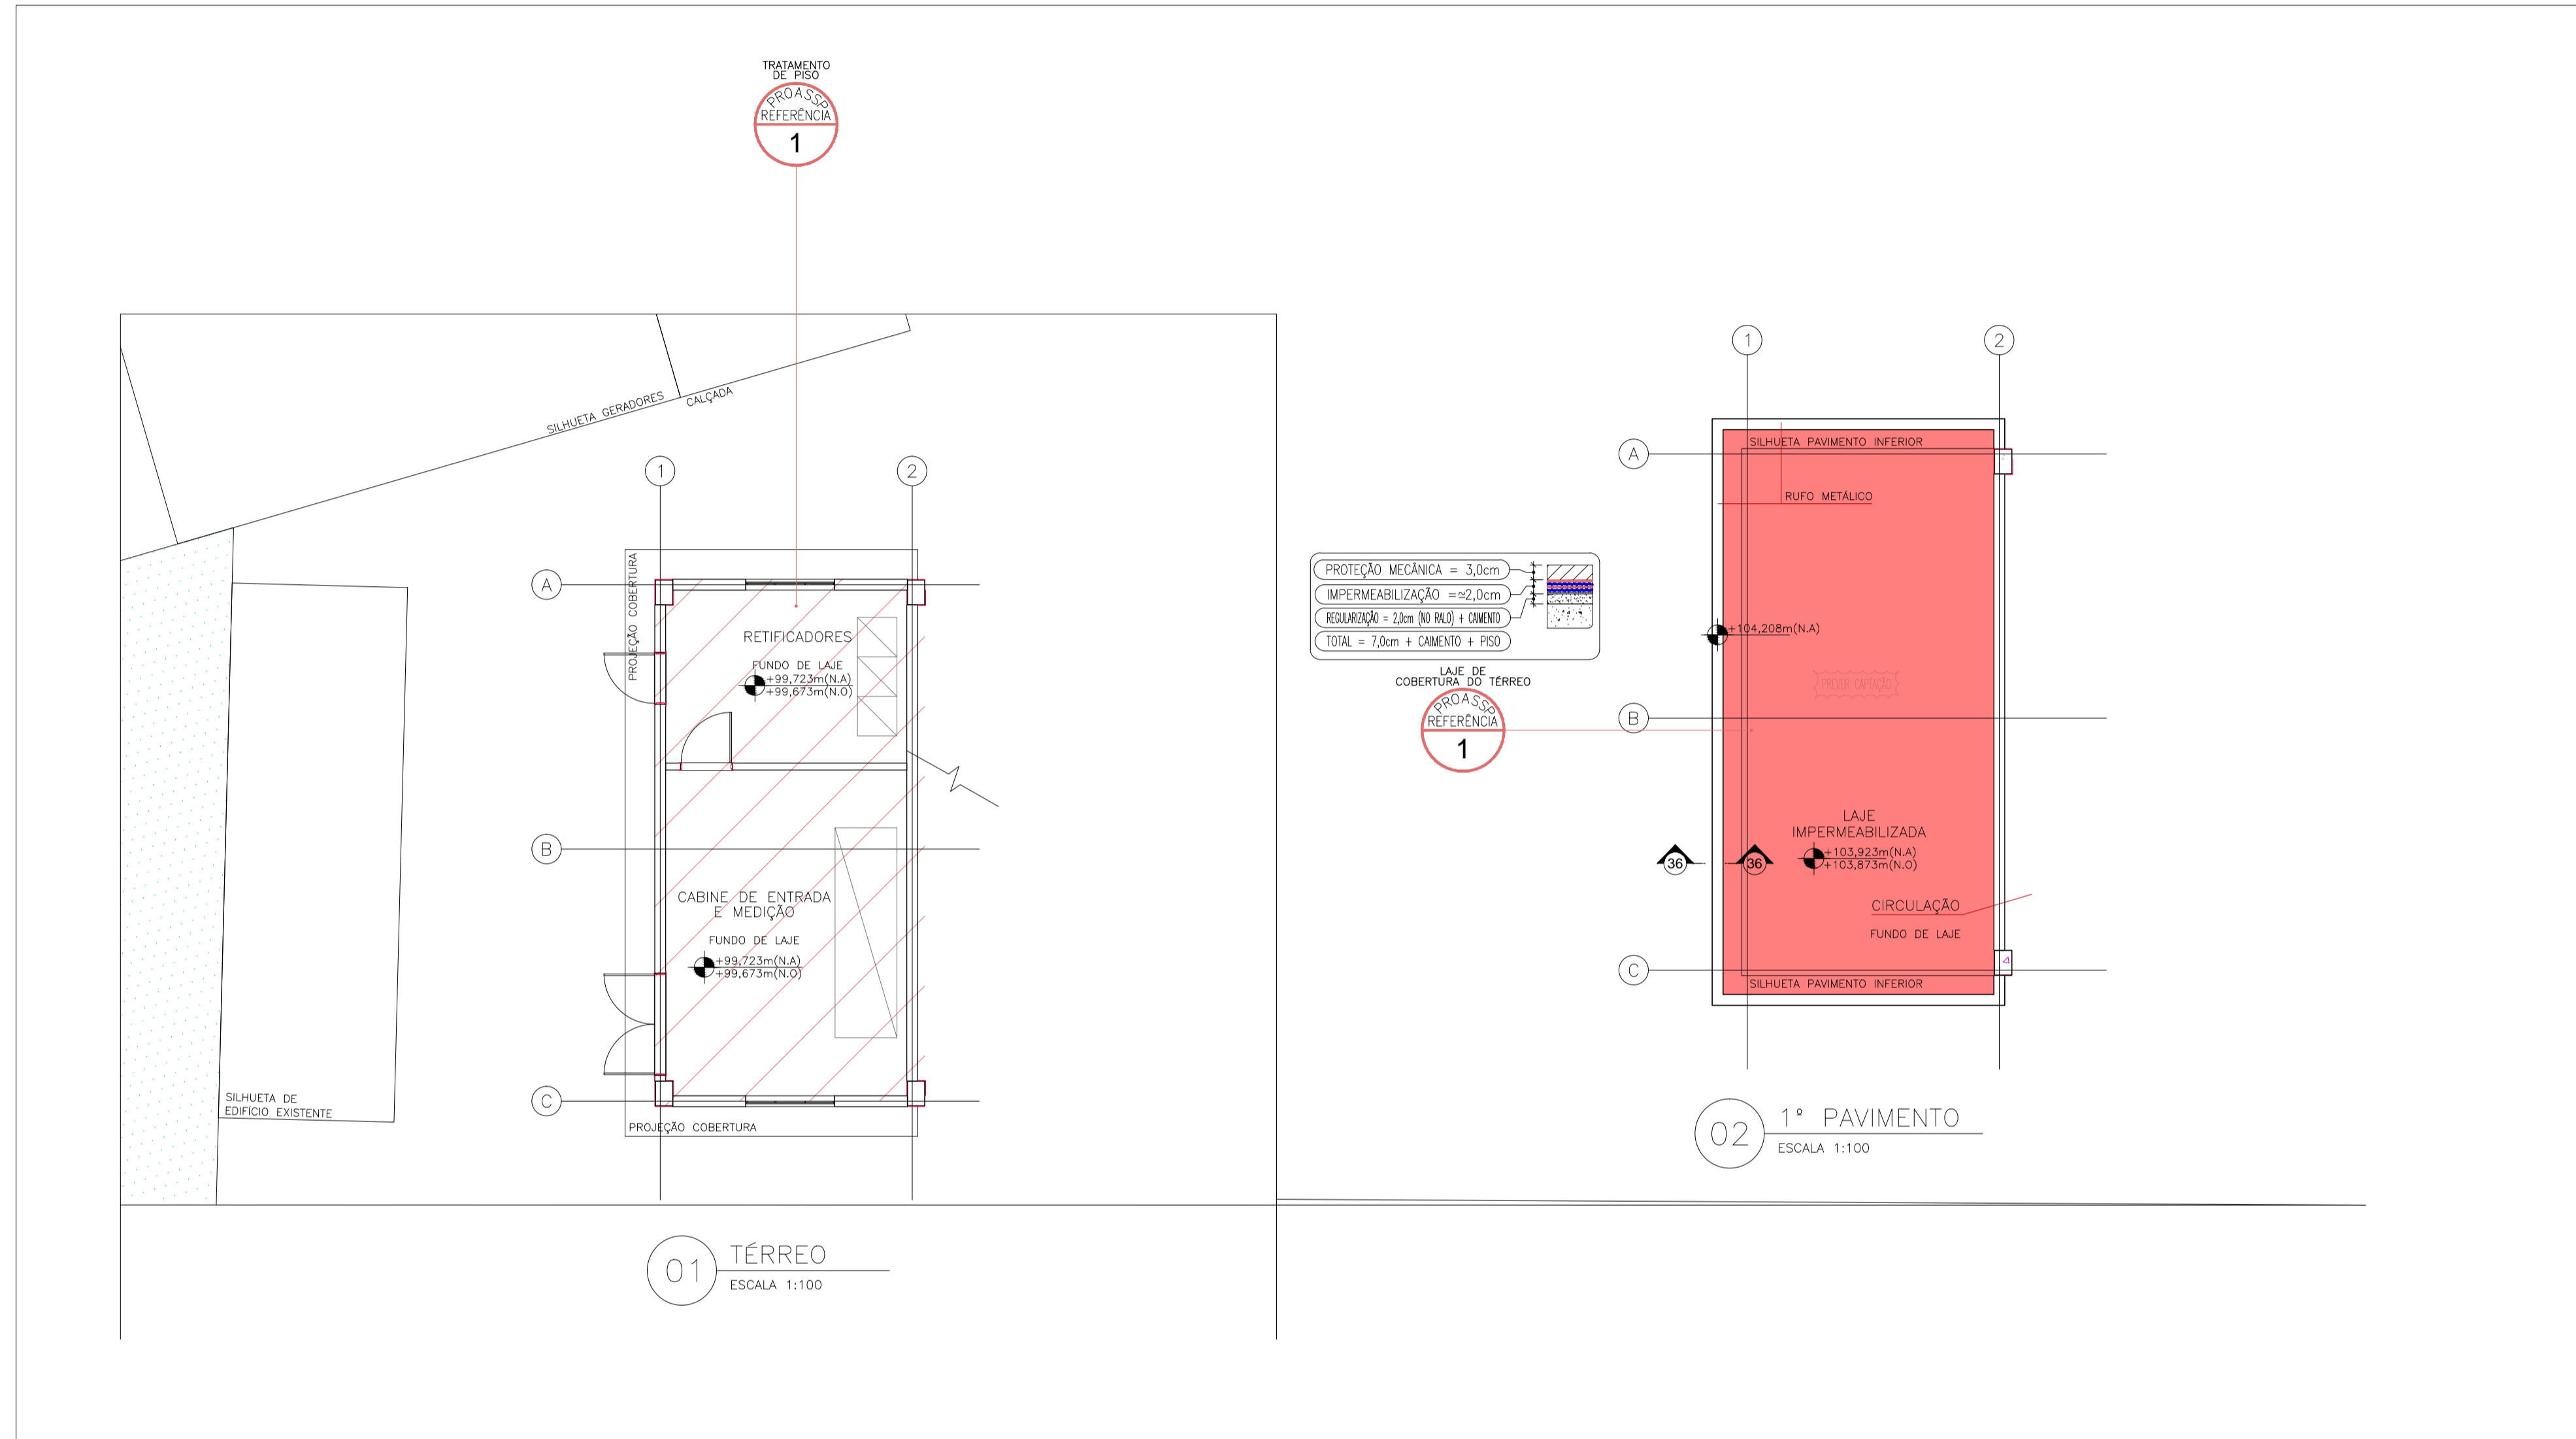 TRATAMENTO
DE PISO
PROASSP
REFERÊNCIA
1
SILHUETA GERADORES
CALÇADA
1
2
A
B
C
PROJEÇÃO COBERTURA
RETIFICADORES
FUNDO DE LAJE
+99,723m(N.A)
+99,673m(N.O)
CABINE DE ENTRADA
E MEDIÇÃO
FUNDO DE LAJE
+99,723m(N.A)
+99,673m(N.O)
PROJEÇÃO COBERTURA
SILHUETA DE
EDIFÍCIO EXISTENTE
01
TÉRREO
ESCALA 1:100
PROTEÇÃO MECÂNICA = 3,0cm
IMPERMEABILIZAÇÃO =≃2,0cm
REGULARIZAÇÃO = 2,0cm (NO RALO) + CAIMENTO
TOTAL = 7,0cm + CAIMENTO + PISO
LAJE DE
COBERTURA DO TÉRREO
PROASSP
REFERÊNCIA
1
1
2
A
B
C
SILHUETA PAVIMENTO INFERIOR
RUFO METÁLICO
+104,208m(N.A)
PREVER CAPTAÇÃO
LAJE
IMPERMEABILIZADA
+103,923m(N.A)
+103,873m(N.O)
36
36
CIRCULAÇÃO
FUNDO DE LAJE
SILHUETA PAVIMENTO INFERIOR
02
1º PAVIMENTO
ESCALA 1:100